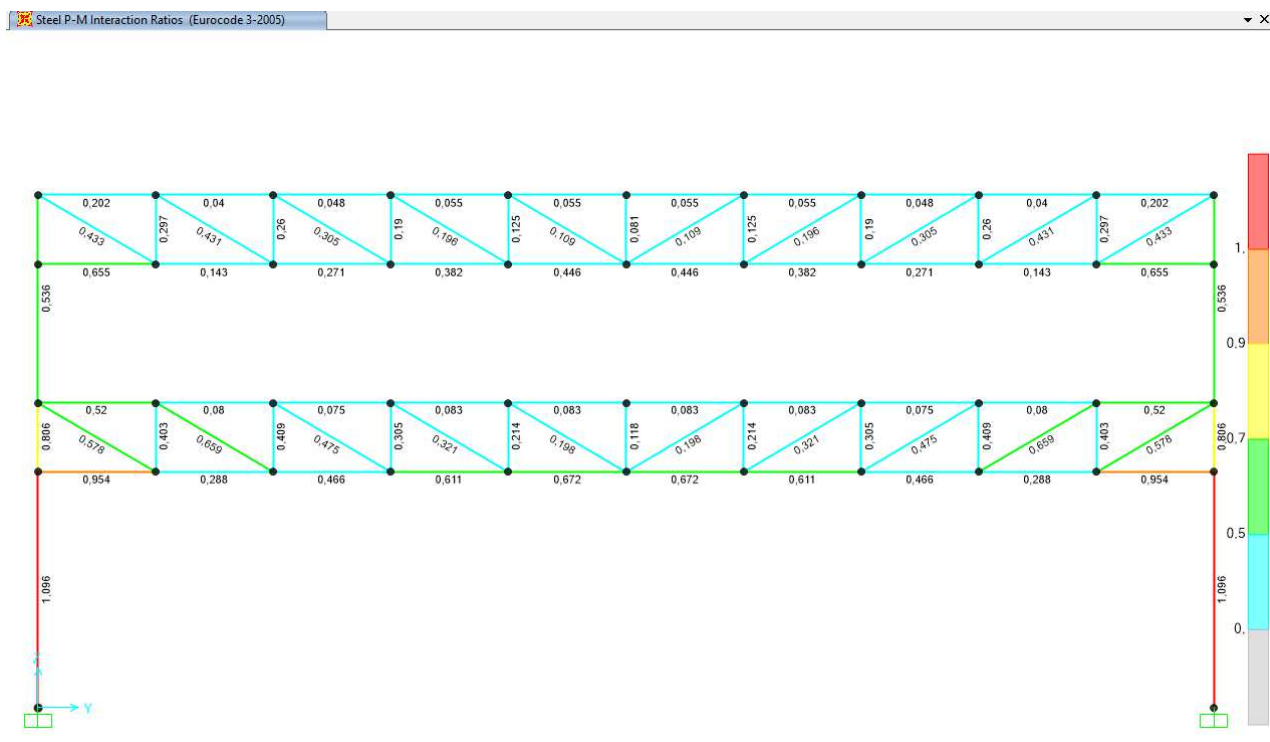 Steel P-M Interaction Ratios (Eurocode 3-2005)
0,202 0,04 0,048 0,055 0,055 0,055 0,055 0,048 0,04 0,202
0,433 0,297 0,431 0,26 0,305 0,19 0,196 0,125 0,109 0,081 0,109 0,125 0,196 0,19 0,305 0,26 0,431 0,297 0,433
1,
0,655 0,143 0,271 0,382 0,446 0,446 0,382 0,271 0,143 0,655
0,536 0,536
0,9
0,52 0,08 0,075 0,083 0,083 0,083 0,083 0,075 0,08 0,52
0,806 0,578 0,403 0,659 0,409 0,475 0,305 0,321 0,214 0,198 0,118 0,198 0,214 0,321 0,305 0,475 0,409 0,659 0,403 0,578 0,806
0,7
0,954 0,288 0,466 0,611 0,672 0,672 0,611 0,466 0,288 0,954
0,5
1,096 1,096
0,
Z
Y